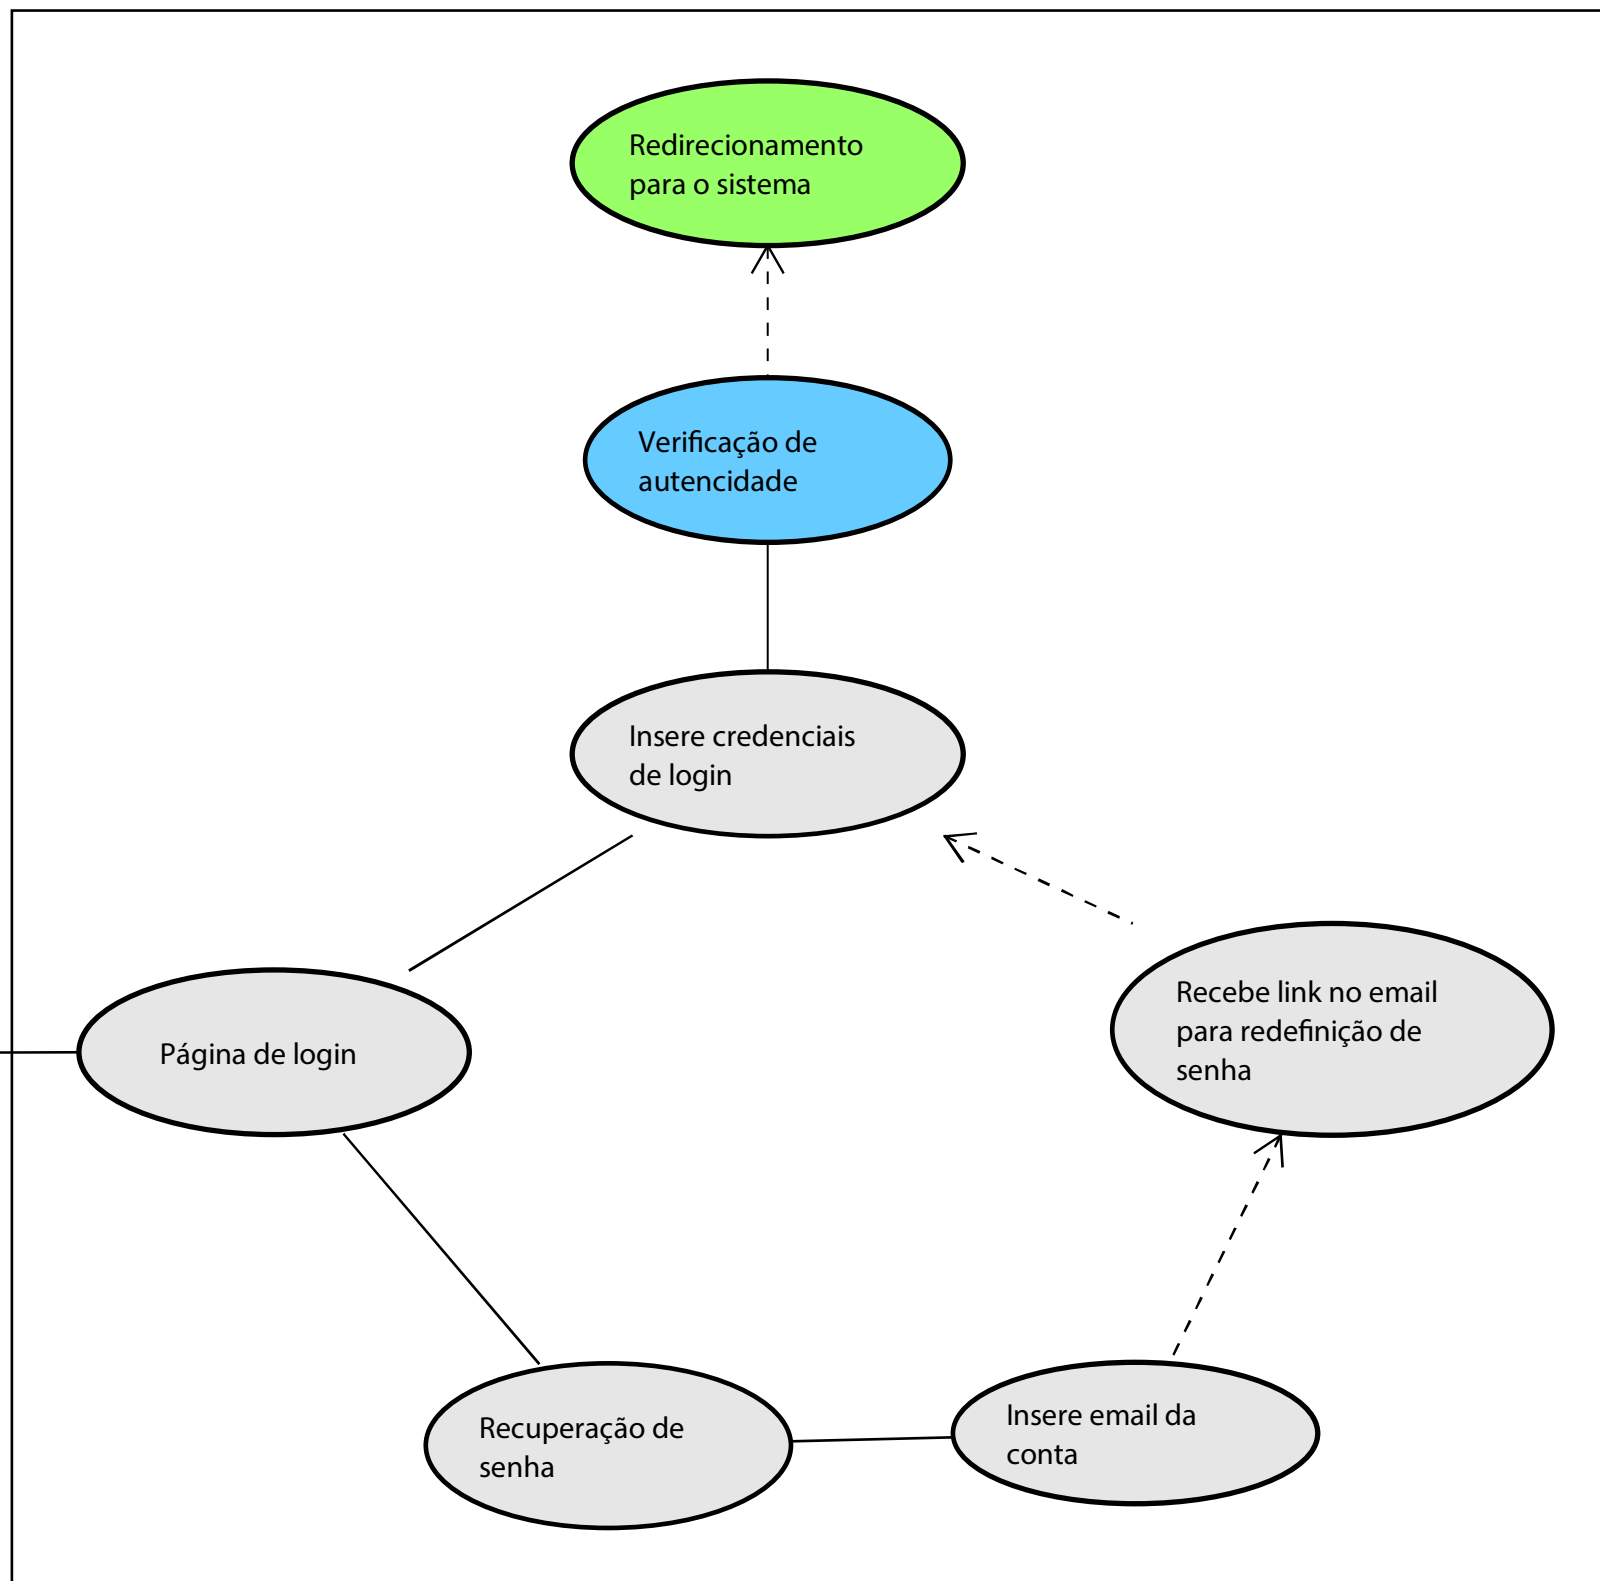 Redirecionamento
para o sistema
Verificação de
autencidade
Insere credenciais
de login
Recebe link no email
para redefinição de
senha
Página de login
Insere email da
conta
Recuperação de
senha